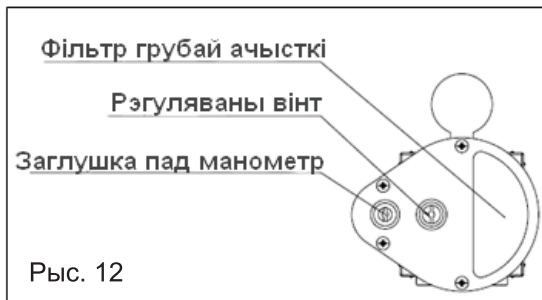 Фільтр грубай ачысткі
Рэгуляваны вінт
Заглушка пад манометр
Рыс. 12